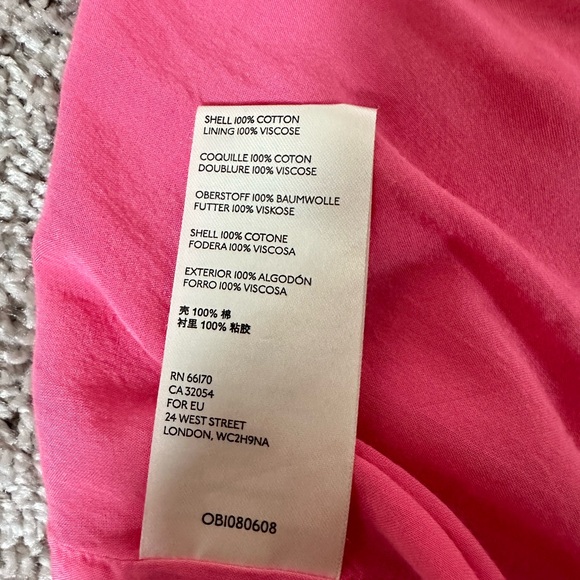 SHELL 100% COTTON
LINING 100% VISCOSE
COQUILLE 100% COTON
DOUBLURE 100% VISCOSE
OBERSTOFF 100% BAUMWOLLE
FUTTER 100% VISKOSE
SHELL 100% COTONE
FODERA 100% VISCOSA
EXTERIOR 100% ALGODÓN
FORRO 100% VISCOSA
壳 100% 棉
衬里 100% 粘胶
RN 66170
CA 32054
FOR EU
24 WEST STREET
LONDON, WC2H9NA
OB1080608